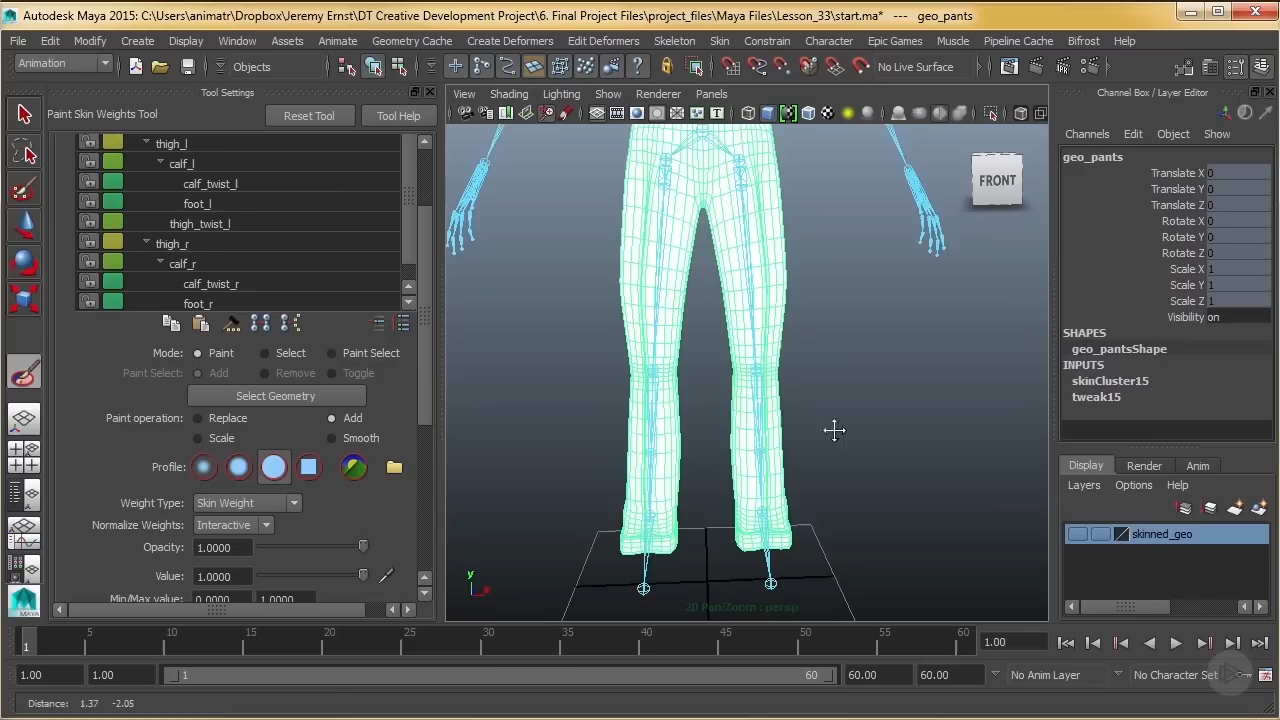 Autodesk Maya 2015: C:\Users\animatr\Dropbox\Jeremy Ernst\DT Creative Development Project\6. Final Project Files\project_files\Maya Files\Lesson_33\start.ma* --- geo_pants
File Edit Modify Create Display Window Assets Animate Geometry Cache Create Deformers Edit Deformers Skeleton Skin Constrain Character Epic Games Muscle Pipeline Cache Bifrost Help
Animation Objects No Live Surface
Tool Settings
Paint Skin Weights Tool Reset Tool Tool Help
thigh_l
calf_l
calf_twist_l
foot_l
thigh_twist_l
thigh_r
calf_r
calf_twist_r
foot_r
Mode: Paint Select Paint Select
Paint Select: Add Remove Toggle
Select Geometry
Paint operation: Replace Add
Scale Smooth
Profile:
Weight Type: Skin Weight
Normalize Weights: Interactive
Opacity: 1.0000
Value: 1.0000
Min/Max value: 0.0000 1.0000
MAYA
View Shading Lighting Show Renderer Panels
FRONT
y
x
2D Pan/Zoom : persp
Channel Box / Layer Editor
Channels Edit Object Show
geo_pants
Translate X 0
Translate Y 0
Translate Z 0
Rotate X 0
Rotate Y 0
Rotate Z 0
Scale X 1
Scale Y 1
Scale Z 1
Visibility on
SHAPES
geo_pantsShape
INPUTS
skinCluster15
tweak15
Display Render Anim
Layers Options Help
skinned_geo
1 5 10 15 20 25 30 35 40 45 50 55 60 1.00
1.00 1.00 1 60 60.00 60.00 No Anim Layer No Character Set
Distance: 1.37 -2.05